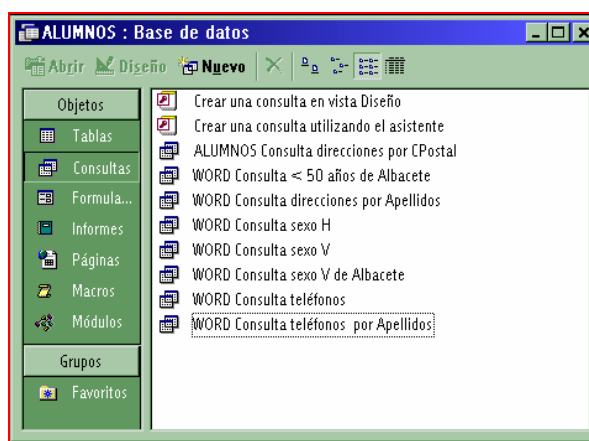 ALUMNOS : Base de datos
Abrir Diseño Nuevo
Objetos
Tablas
Consultas
Formula...
Informes
Páginas
Macros
Módulos
Grupos
Favoritos
Crear una consulta en vista Diseño
Crear una consulta utilizando el asistente
ALUMNOS Consulta direcciones por CPostal
WORD Consulta < 50 años de Albacete
WORD Consulta direcciones por Apellidos
WORD Consulta sexo H
WORD Consulta sexo V
WORD Consulta sexo V de Albacete
WORD Consulta teléfonos
WORD Consulta teléfonos por Apellidos